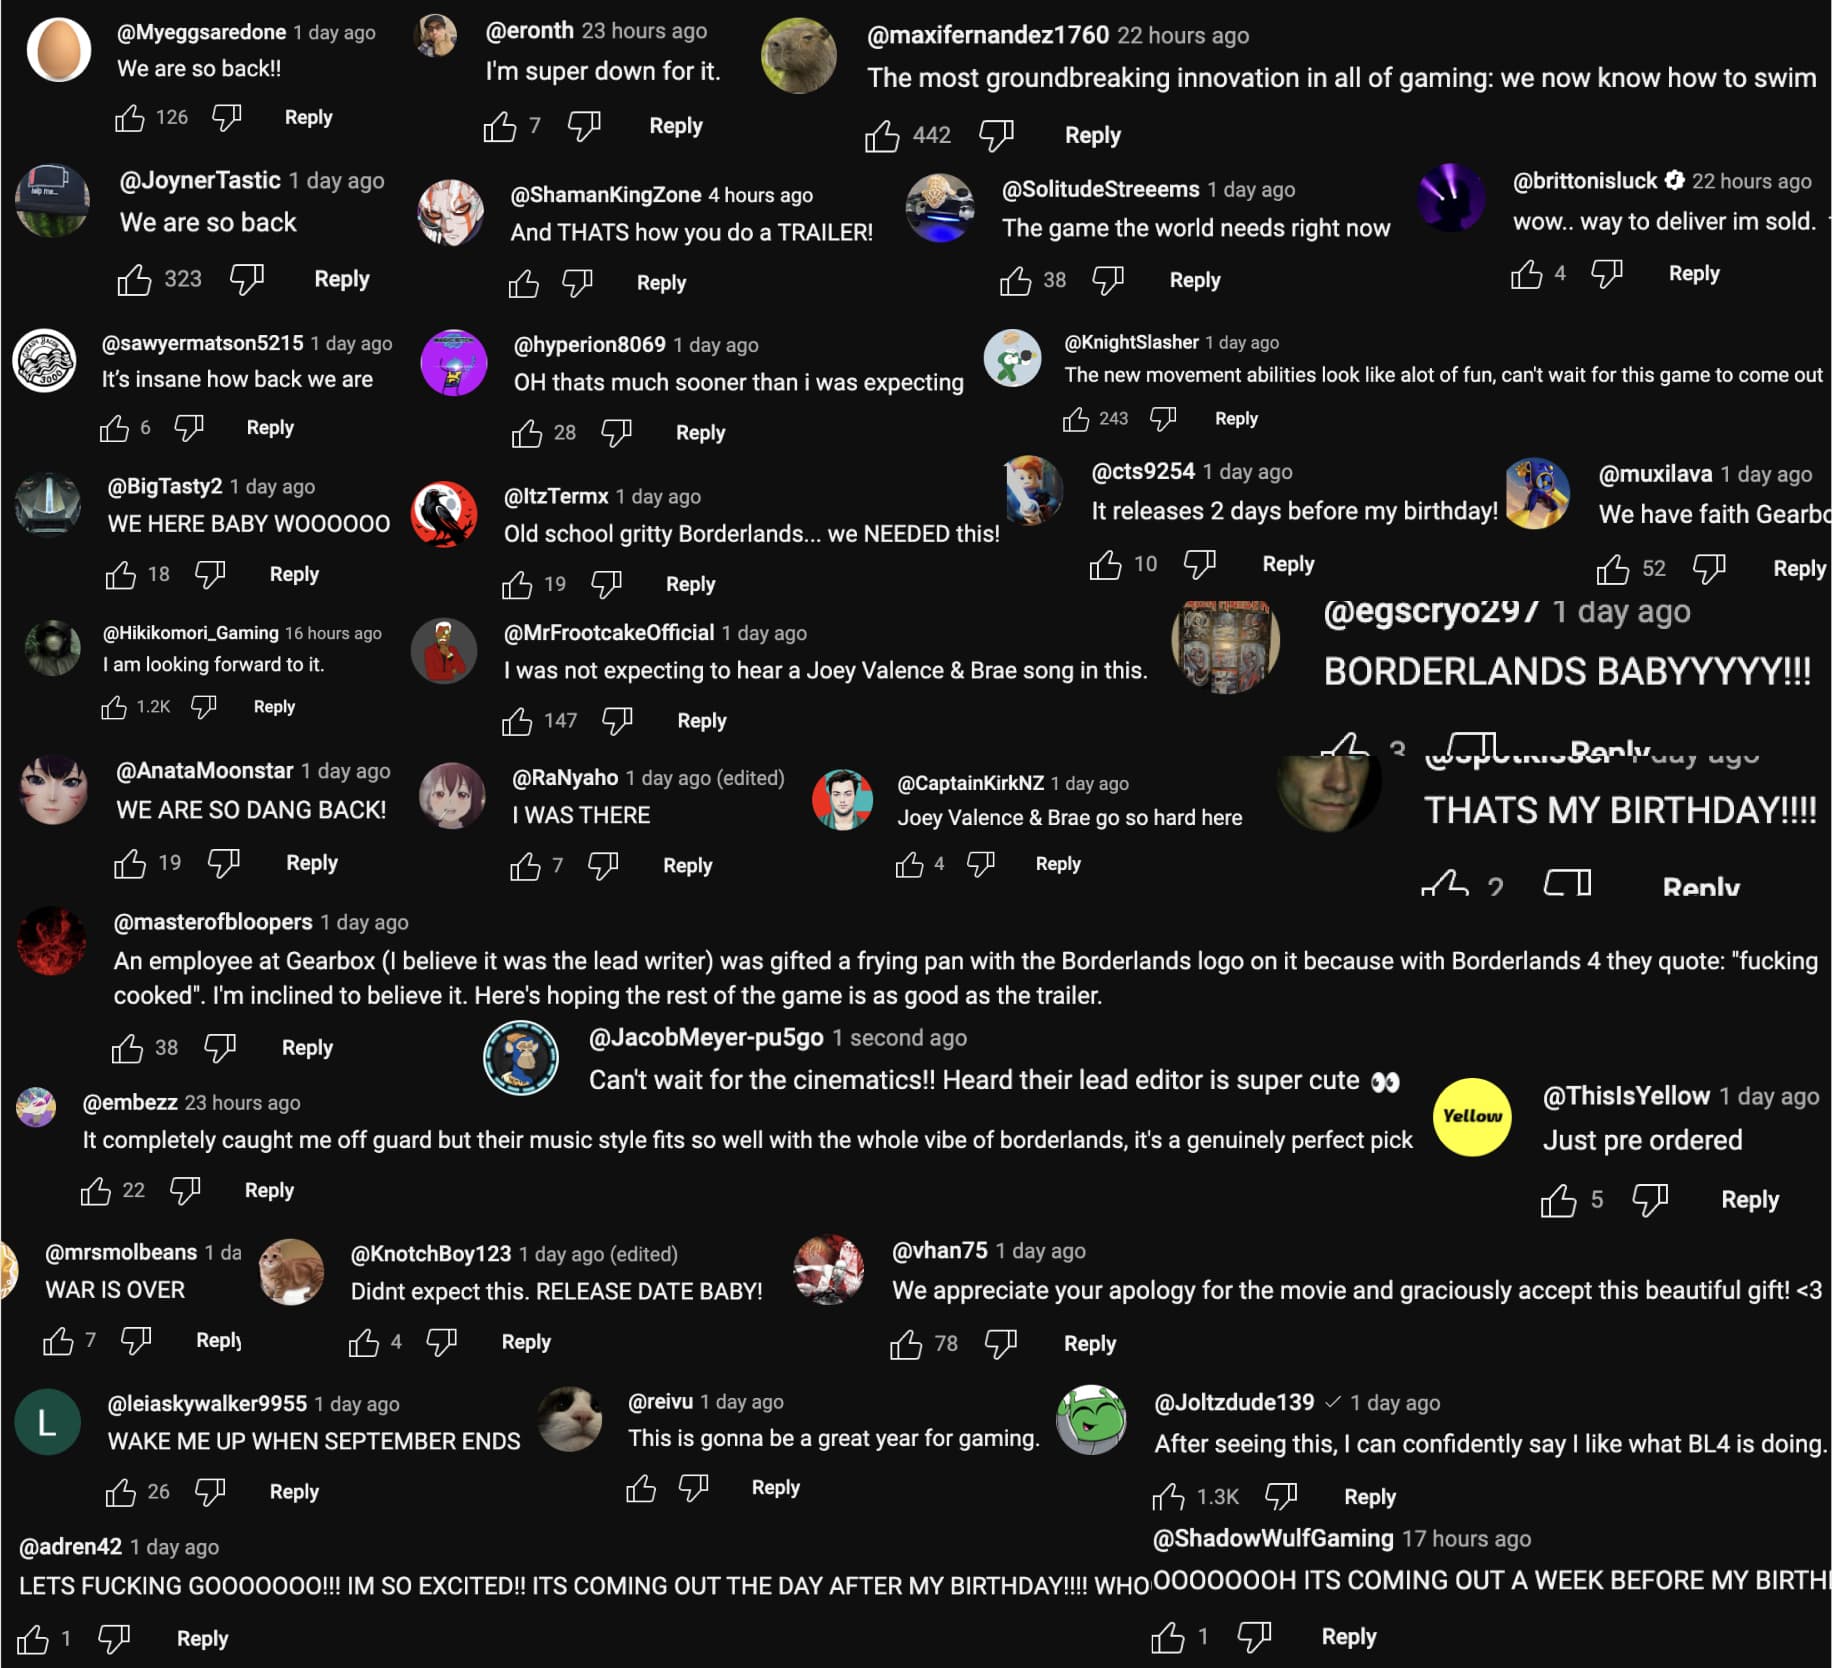 @Myeggsaredone 1 day ago
We are so back!!
126 Reply
@eronth 23 hours ago
I'm super down for it.
7 Reply
@maxifernandez1760 22 hours ago
The most groundbreaking innovation in all of gaming: we now know how to swim
442 Reply
help me...
@JoynerTastic 1 day ago
We are so back
323 Reply
@ShamanKingZone 4 hours ago
And THATS how you do a TRAILER!
Reply
@SolitudeStreeems 1 day ago
The game the world needs right now
38 Reply
@brittonisluck 22 hours ago
wow.. way to deliver im sold.
4 Reply
@sawyermatson5215 1 day ago
It’s insane how back we are
6 Reply
@hyperion8069 1 day ago
OH thats much sooner than i was expecting
28 Reply
@KnightSlasher 1 day ago
The new movement abilities look like alot of fun, can't wait for this game to come out
243 Reply
@BigTasty2 1 day ago
WE HERE BABY WOOOOOO
18 Reply
@ItzTermx 1 day ago
Old school gritty Borderlands... we NEEDED this!
19 Reply
@cts9254 1 day ago
It releases 2 days before my birthday!
10 Reply
@muxilava 1 day ago
We have faith Gearbo
52 Reply
@Hikikomori_Gaming 16 hours ago
I am looking forward to it.
1.2K Reply
@MrFrootcakeOfficial 1 day ago
I was not expecting to hear a Joey Valence & Brae song in this.
147 Reply
@egscryo297 1 day ago
BORDERLANDS BABYYYYY!!!
3 Reply
@AnataMoonstar 1 day ago
WE ARE SO DANG BACK!
19 Reply
@RaNyaho 1 day ago (edited)
I WAS THERE
7 Reply
@CaptainKirkNZ 1 day ago
Joey Valence & Brae go so hard here
4 Reply
day ago
THATS MY BIRTHDAY!!!!
2 Reply
@masterofbloopers 1 day ago
An employee at Gearbox (I believe it was the lead writer) was gifted a frying pan with the Borderlands logo on it because with Borderlands 4 they quote: "fucking
cooked". I'm inclined to believe it. Here's hoping the rest of the game is as good as the trailer.
38 Reply
@JacobMeyer-pu5go 1 second ago
Can't wait for the cinematics!! Heard their lead editor is super cute 👀
@embezz 23 hours ago
It completely caught me off guard but their music style fits so well with the whole vibe of borderlands, it's a genuinely perfect pick
22 Reply
Yellow
@ThisIsYellow 1 day ago
Just pre ordered
5 Reply
@mrsmolbeans 1 da
WAR IS OVER
7 Reply
@KnotchBoy123 1 day ago (edited)
Didnt expect this. RELEASE DATE BABY!
4 Reply
@vhan75 1 day ago
We appreciate your apology for the movie and graciously accept this beautiful gift! <3
78 Reply
L
@leiaskywalker9955 1 day ago
WAKE ME UP WHEN SEPTEMBER ENDS
26 Reply
@reivu 1 day ago
This is gonna be a great year for gaming.
Reply
@Joltzdude139 1 day ago
After seeing this, I can confidently say I like what BL4 is doing.
1.3K Reply
@adren42 1 day ago
LETS FUCKING GOOOOOOO!!! IM SO EXCITED!! ITS COMING OUT THE DAY AFTER MY BIRTHDAY!!!! WHO
1 Reply
@ShadowWulfGaming 17 hours ago
OOOOOOOH ITS COMING OUT A WEEK BEFORE MY BIRTH
1 Reply